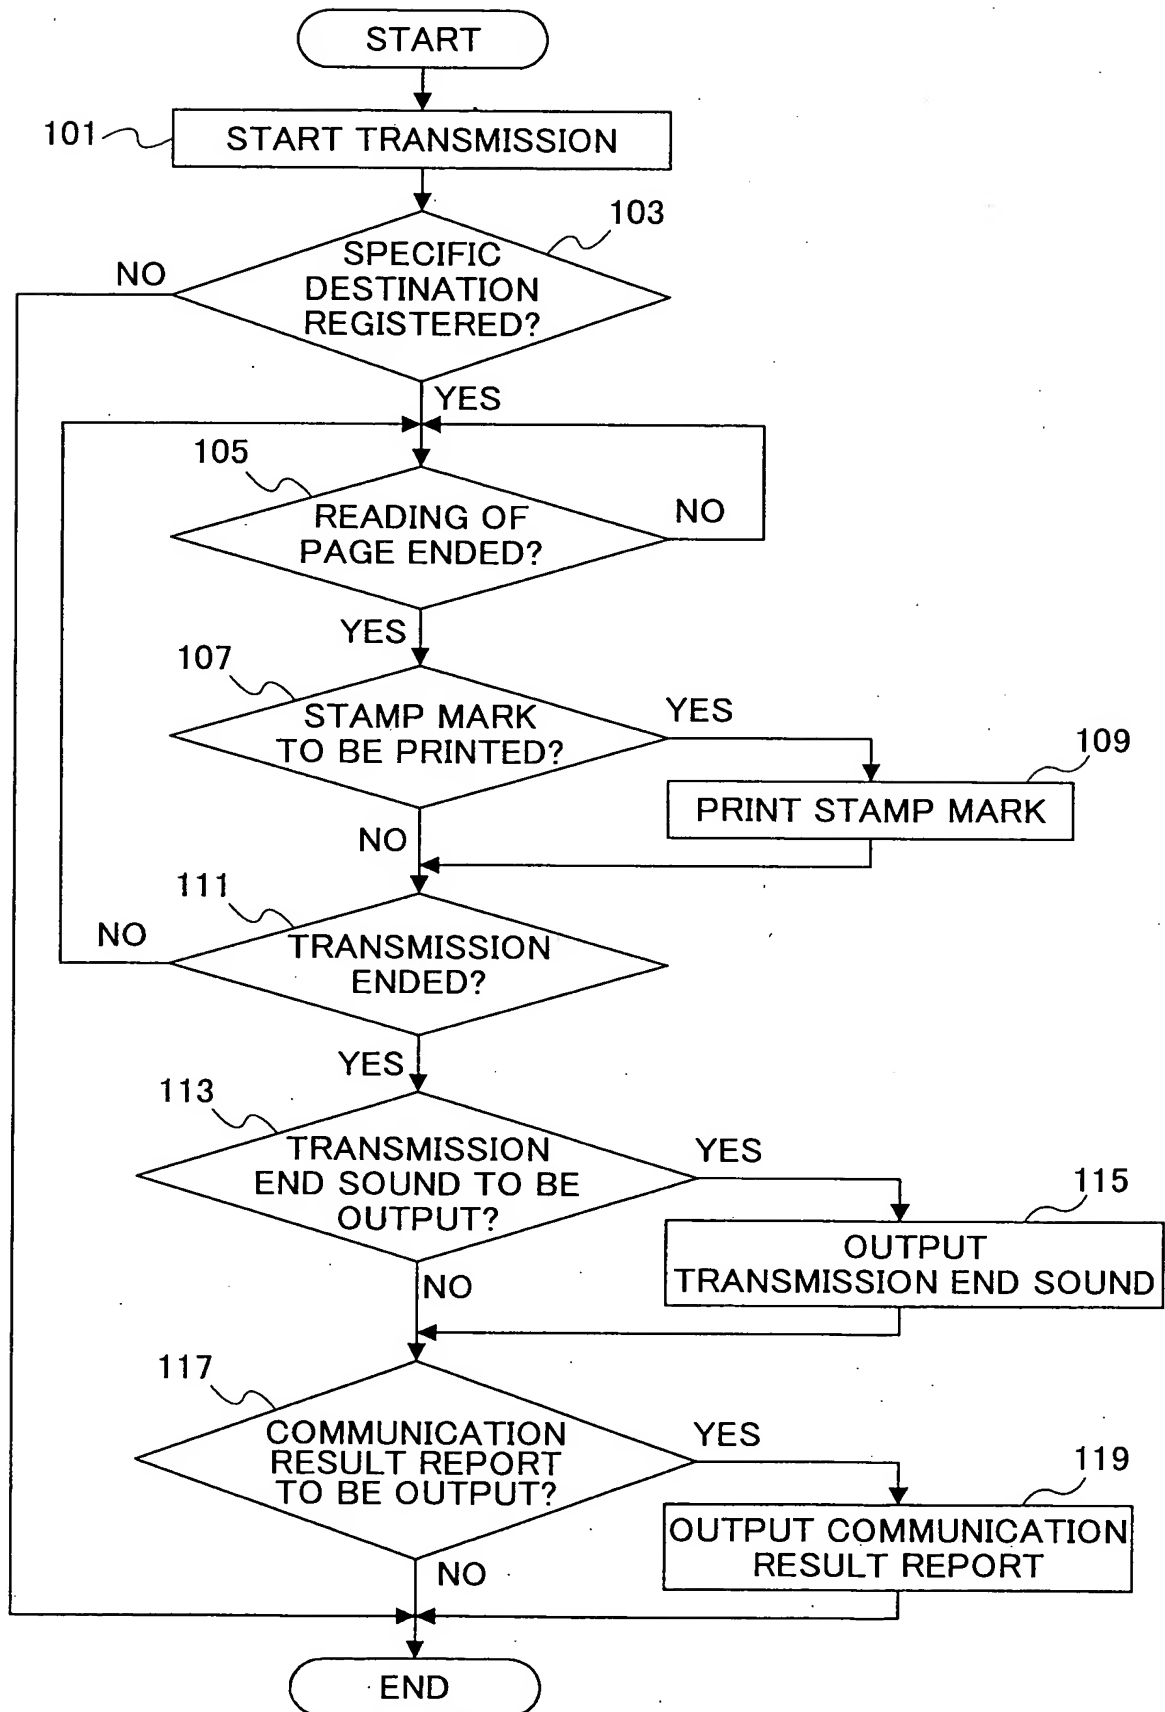 START
101
START TRANSMISSION
103
SPECIFIC
DESTINATION
REGISTERED?
NO
YES
105
READING OF
PAGE ENDED?
NO
YES
107
STAMP MARK
TO BE PRINTED?
YES
109
PRINT STAMP MARK
NO
111
TRANSMISSION
ENDED?
NO
YES
113
TRANSMISSION
END SOUND TO BE
OUTPUT?
YES
115
OUTPUT
TRANSMISSION END SOUND
NO
117
COMMUNICATION
RESULT REPORT
TO BE OUTPUT?
YES
119
OUTPUT COMMUNICATION
RESULT REPORT
NO
END